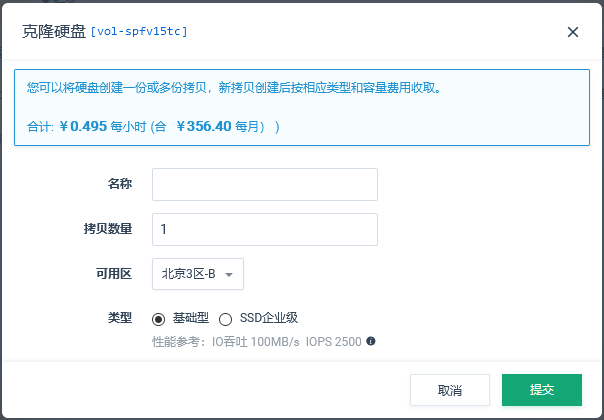 克隆硬盘 [vol-spfv15tc]
您可以将硬盘创建一份或多份拷贝，新拷贝创建后按相应类型和容量费用收取。
合计: ￥0.495 每小时 (合 ￥356.40 每月） )
名称
拷贝数量 1
可用区 北京3区-B
类型 基础型 SSD企业级
性能参考：IO吞吐 100MB/s IOPS 2500
取消 提交